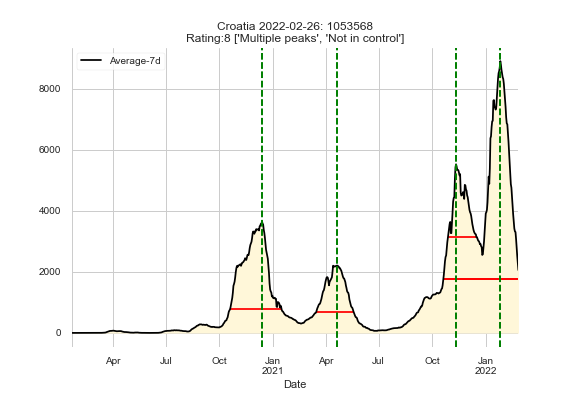 Croatia 2022-02-26: 1053568
Rating:8 ['Multiple peaks', 'Not in control']
Average-7d
8000
6000
4000
2000
0
Apr Jul Oct Jan Apr Jul Oct Jan
2021 2022
Date